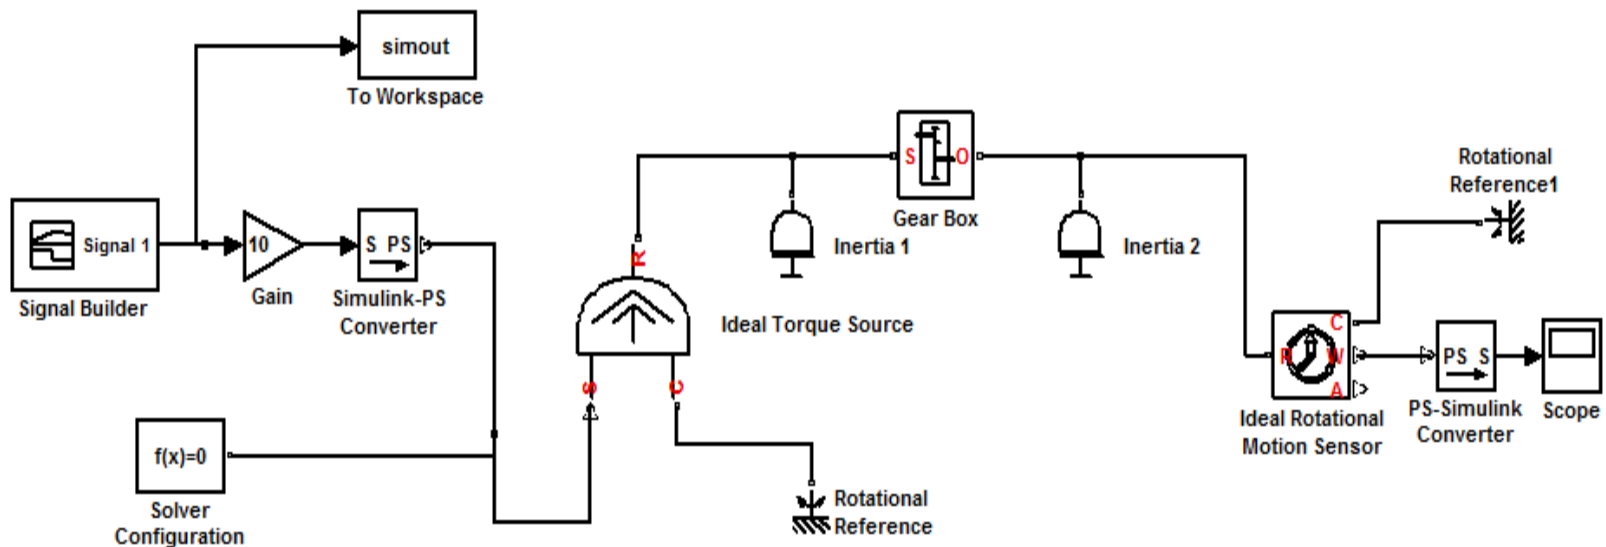 simout
To Workspace
Signal 1
Signal Builder
10
Gain
S PS
Simulink-PS
Converter
f(x)=0
Solver
Configuration
R
S
C
Ideal Torque Source
Rotational
Reference
Inertia 1
S
O
Gear Box
Inertia 2
Rotational
Reference1
R
C
W
A
Ideal Rotational
Motion Sensor
PS S
PS-Simulink
Converter
Scope